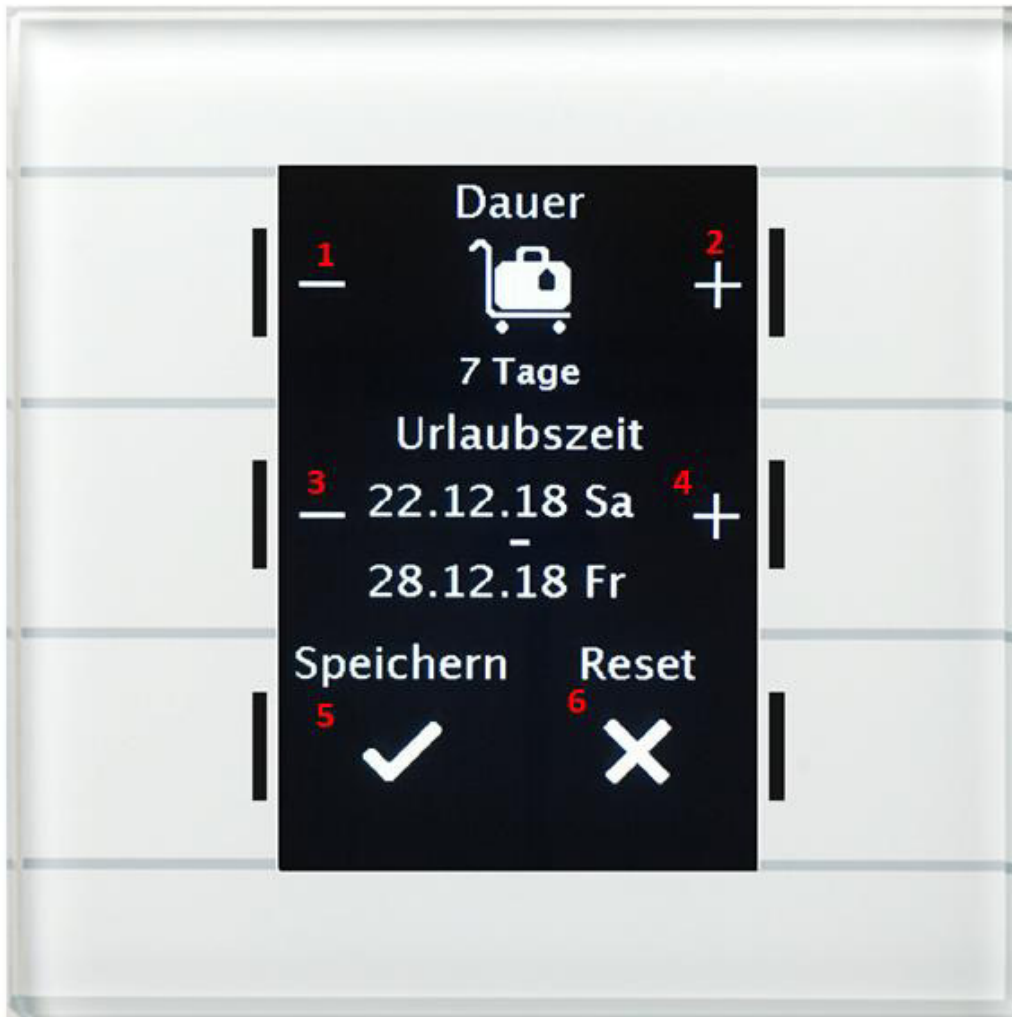 Dauer
1 − 2 +
7 Tage
Urlaubszeit
3 − 22.12.18 Sa 4 +
-
28.12.18 Fr
Speichern Reset
5 6